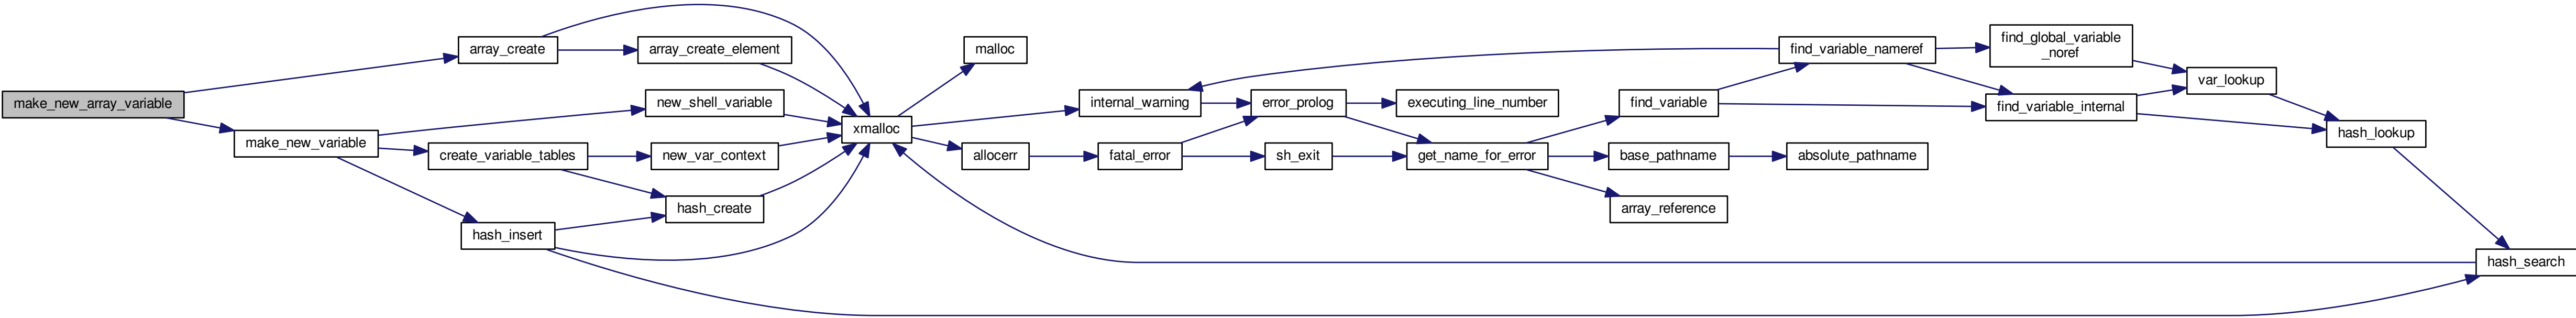 make_new_array_variable
array_create
make_new_variable
array_create_element
new_shell_variable
create_variable_tables
new_var_context
hash_create
hash_insert
xmalloc
malloc
internal_warning
allocerr
fatal_error
error_prolog
sh_exit
executing_line_number
get_name_for_error
find_variable
base_pathname
array_reference
find_variable_nameref
absolute_pathname
find_global_variable
_noref
find_variable_internal
var_lookup
hash_lookup
hash_search